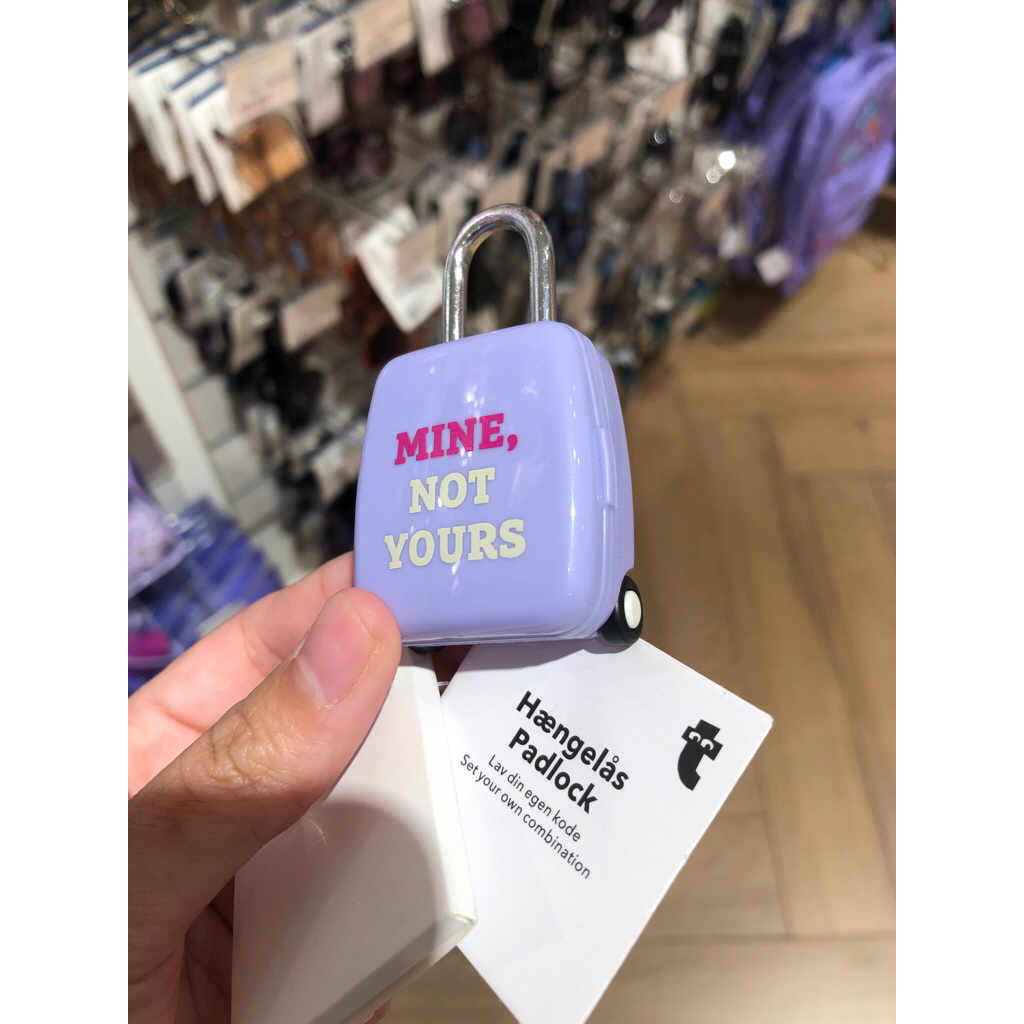 MINE,
NOT
YOURS
Hængelås
Padlock
Lav din egen kode
Set your own combination